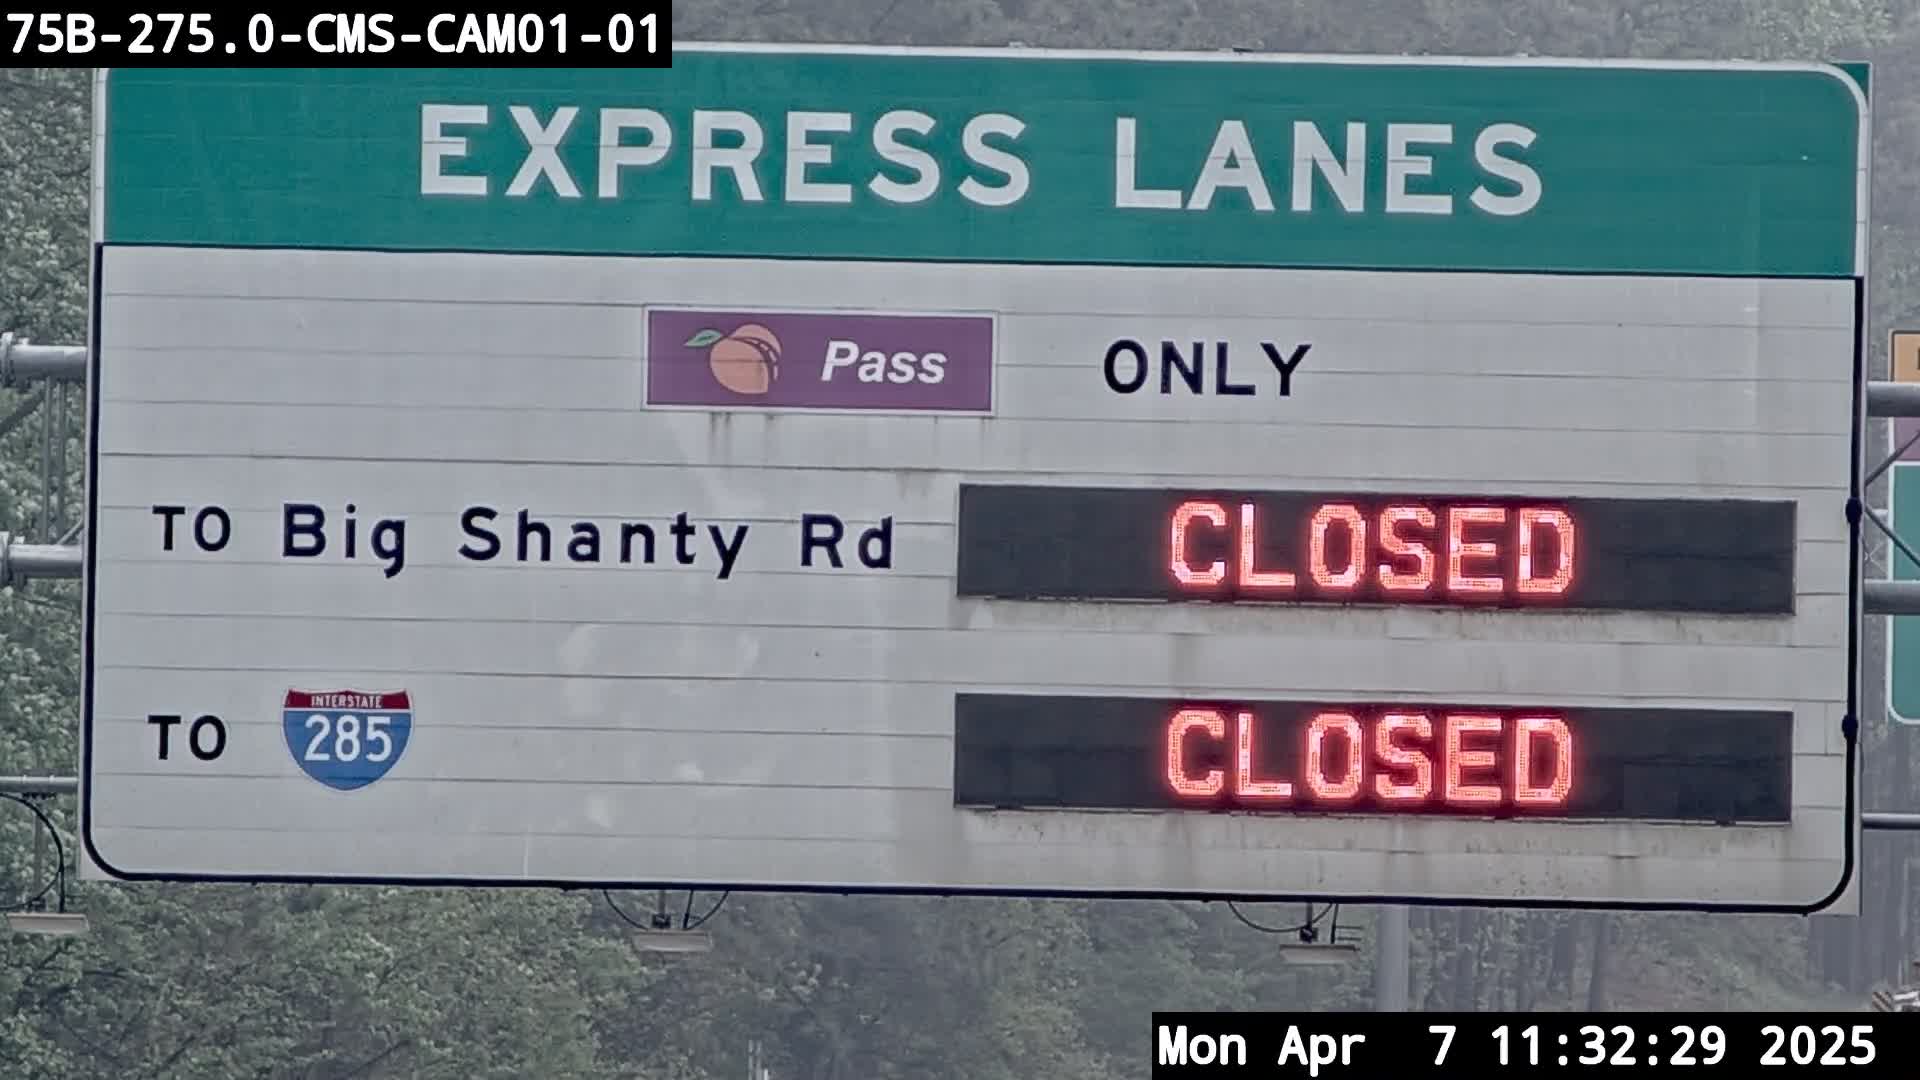 75B-275.0-CMS-CAM01-01
EXPRESS LANES
Pass ONLY
TO Big Shanty Rd CLOSED
TO INTERSTATE 285 CLOSED
Mon Apr 7 11:32:29 2025